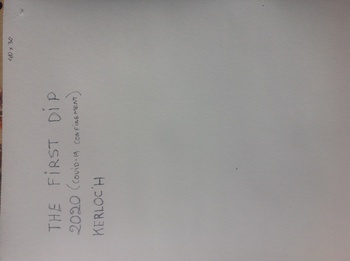 THE FIRST DIP
2020 (COVID-19 CONFINEMENT)
KERLOC'H